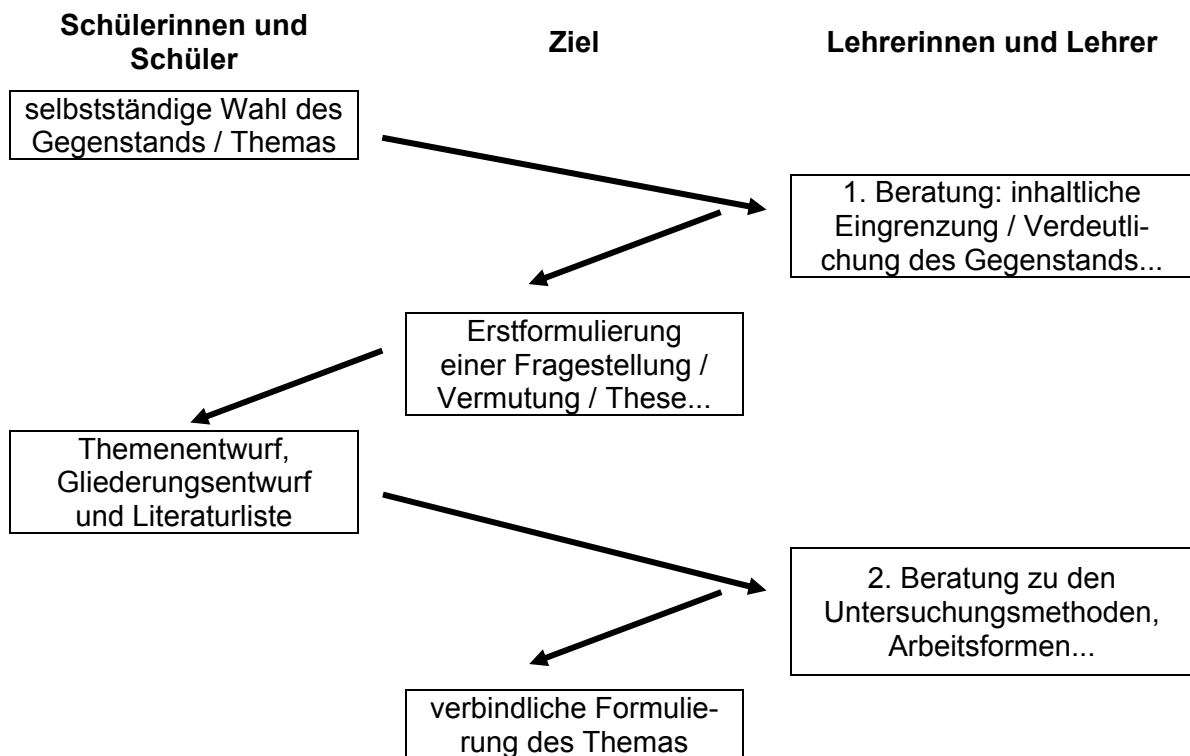 Schülerinnen und
Schüler
Ziel
Lehrerinnen und Lehrer
selbstständige Wahl des
Gegenstands / Themas
1. Beratung: inhaltliche
Eingrenzung / Verdeutli-
chung des Gegenstands...
Erstformulierung
einer Fragestellung /
Vermutung / These...
Themenentwurf,
Gliederungsentwurf
und Literaturliste
2. Beratung zu den
Untersuchungsmethoden,
Arbeitsformen...
verbindliche Formulie-
rung des Themas